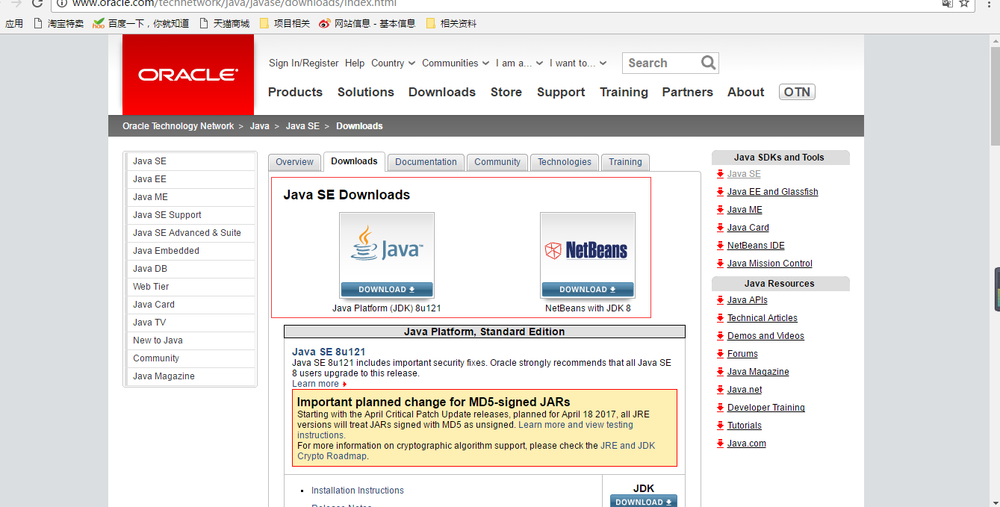 www.oracle.com/technetwork/java/javase/downloads/index.html
应用 淘宝特卖 百度一下，你就知道 天猫商城 项目相关 网站信息 - 基本信息 相关资料
ORACLE
Sign In/Register Help Country Communities I am a... I want to... Search
Products Solutions Downloads Store Support Training Partners About OTN
Oracle Technology Network > Java > Java SE > Downloads
Java SE
Java EE
Java ME
Java SE Support
Java SE Advanced & Suite
Java Embedded
Java DB
Web Tier
Java Card
Java TV
New to Java
Community
Java Magazine
Overview Downloads Documentation Community Technologies Training
Java SE Downloads
Java™
DOWNLOAD
Java Platform (JDK) 8u121
NetBeans
DOWNLOAD
NetBeans with JDK 8
Java Platform, Standard Edition
Java SE 8u121
Java SE 8u121 includes important security fixes. Oracle strongly recommends that all Java SE
8 users upgrade to this release.
Learn more
Important planned change for MD5-signed JARs
Starting with the April Critical Patch Update releases, planned for April 18 2017, all JRE
versions will treat JARs signed with MD5 as unsigned. Learn more and view testing
instructions.
For more information on cryptographic algorithm support, please check the JRE and JDK
Crypto Roadmap.
Installation Instructions
Release Notes
JDK
DOWNLOAD
Java SDKs and Tools
Java SE
Java EE and Glassfish
Java ME
Java Card
NetBeans IDE
Java Mission Control
Java Resources
Java APIs
Technical Articles
Demos and Videos
Forums
Java Magazine
Java.net
Developer Training
Tutorials
Java.com